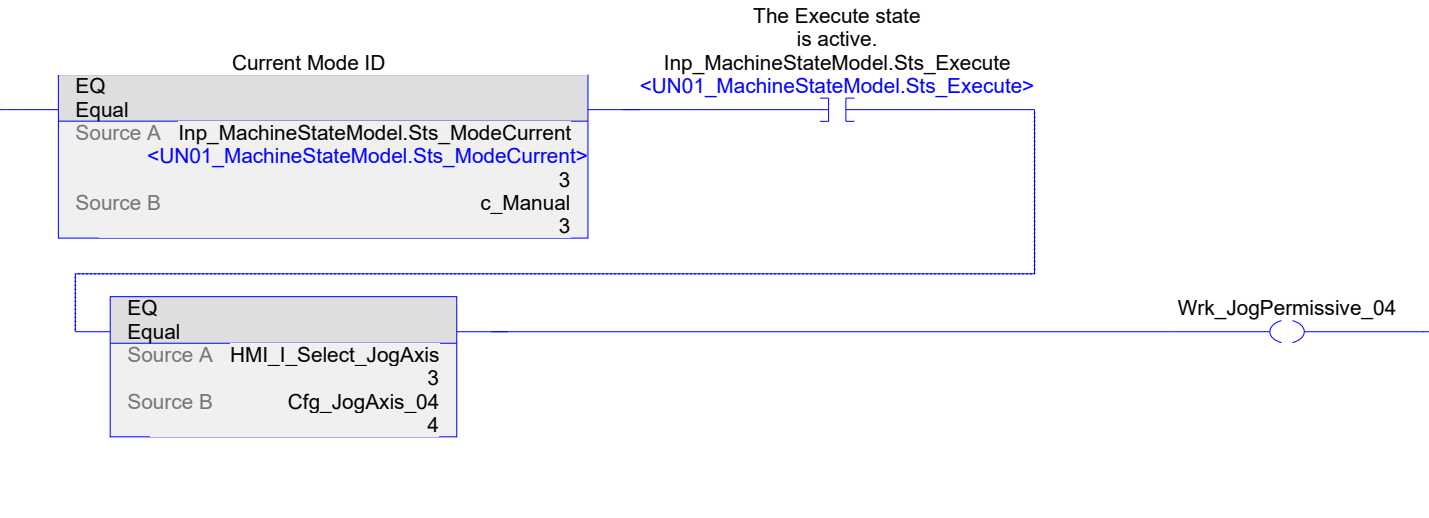 The Execute state
is active.
Current Mode ID
Inp_MachineStateModel.Sts_Execute
<UN01_MachineStateModel.Sts_Execute>
EQ
Equal
Source A Inp_MachineStateModel.Sts_ModeCurrent
<UN01_MachineStateModel.Sts_ModeCurrent>
3
Source B c_Manual
3
EQ
Equal
Source A HMI_I_Select_JogAxis
3
Source B Cfg_JogAxis_04
4
Wrk_JogPermissive_04